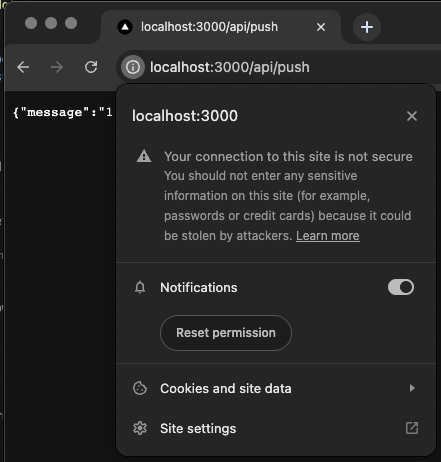 localhost:3000/api/push
localhost:3000/api/push
{"message":"1
localhost:3000
Your connection to this site is not secure
You should not enter any sensitive
information on this site (for example,
passwords or credit cards) because it could
be stolen by attackers. Learn more
Notifications
Reset permission
Cookies and site data
Site settings